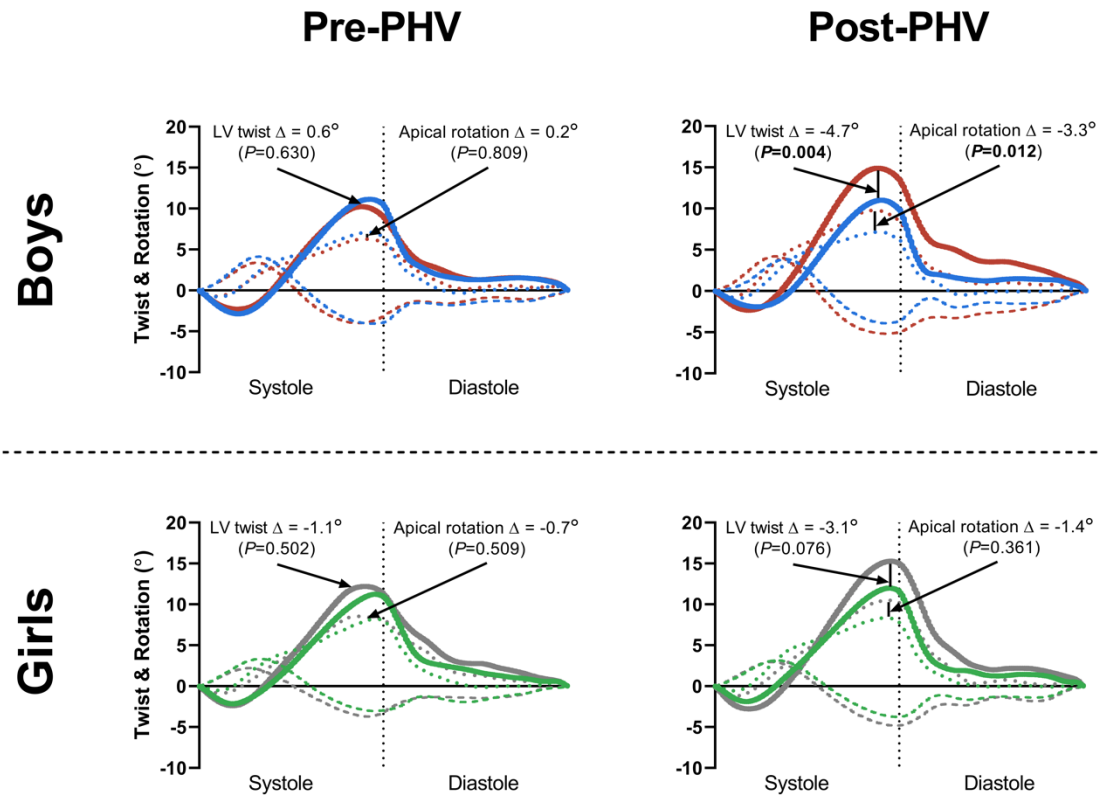 Pre-PHV
Post-PHV
Boys
Twist & Rotation (°)
20
15
10
5
0
-5
-10
LV twist Δ = 0.6°
(P=0.630)
Apical rotation Δ = 0.2°
(P=0.809)
Systole
Diastole
20
15
10
5
0
-5
-10
LV twist Δ = -4.7°
(P=0.004)
Apical rotation Δ = -3.3°
(P=0.012)
Systole
Diastole
Girls
Twist & Rotation (°)
20
15
10
5
0
-5
-10
LV twist Δ = -1.1°
(P=0.502)
Apical rotation Δ = -0.7°
(P=0.509)
Systole
Diastole
20
15
10
5
0
-5
-10
LV twist Δ = -3.1°
(P=0.076)
Apical rotation Δ = -1.4°
(P=0.361)
Systole
Diastole